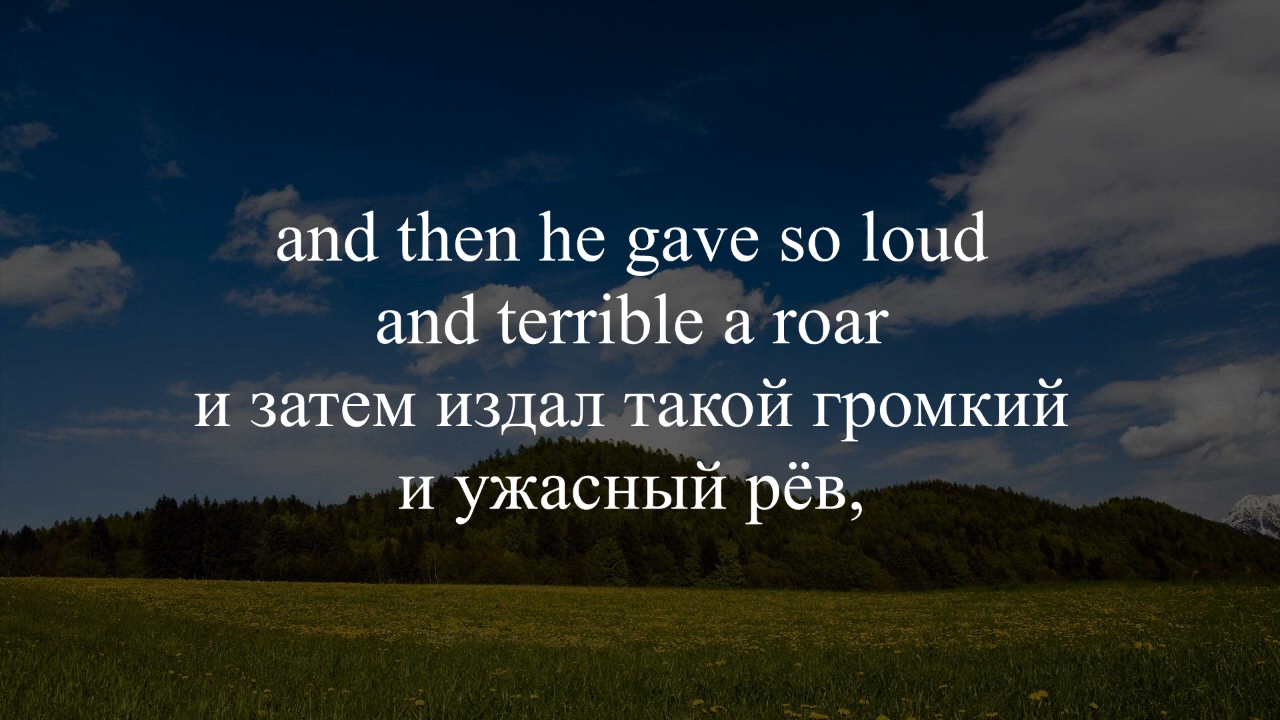 and then he gave so loud
and terrible a roar
и затем издал такой громкий
и ужасный рёв,